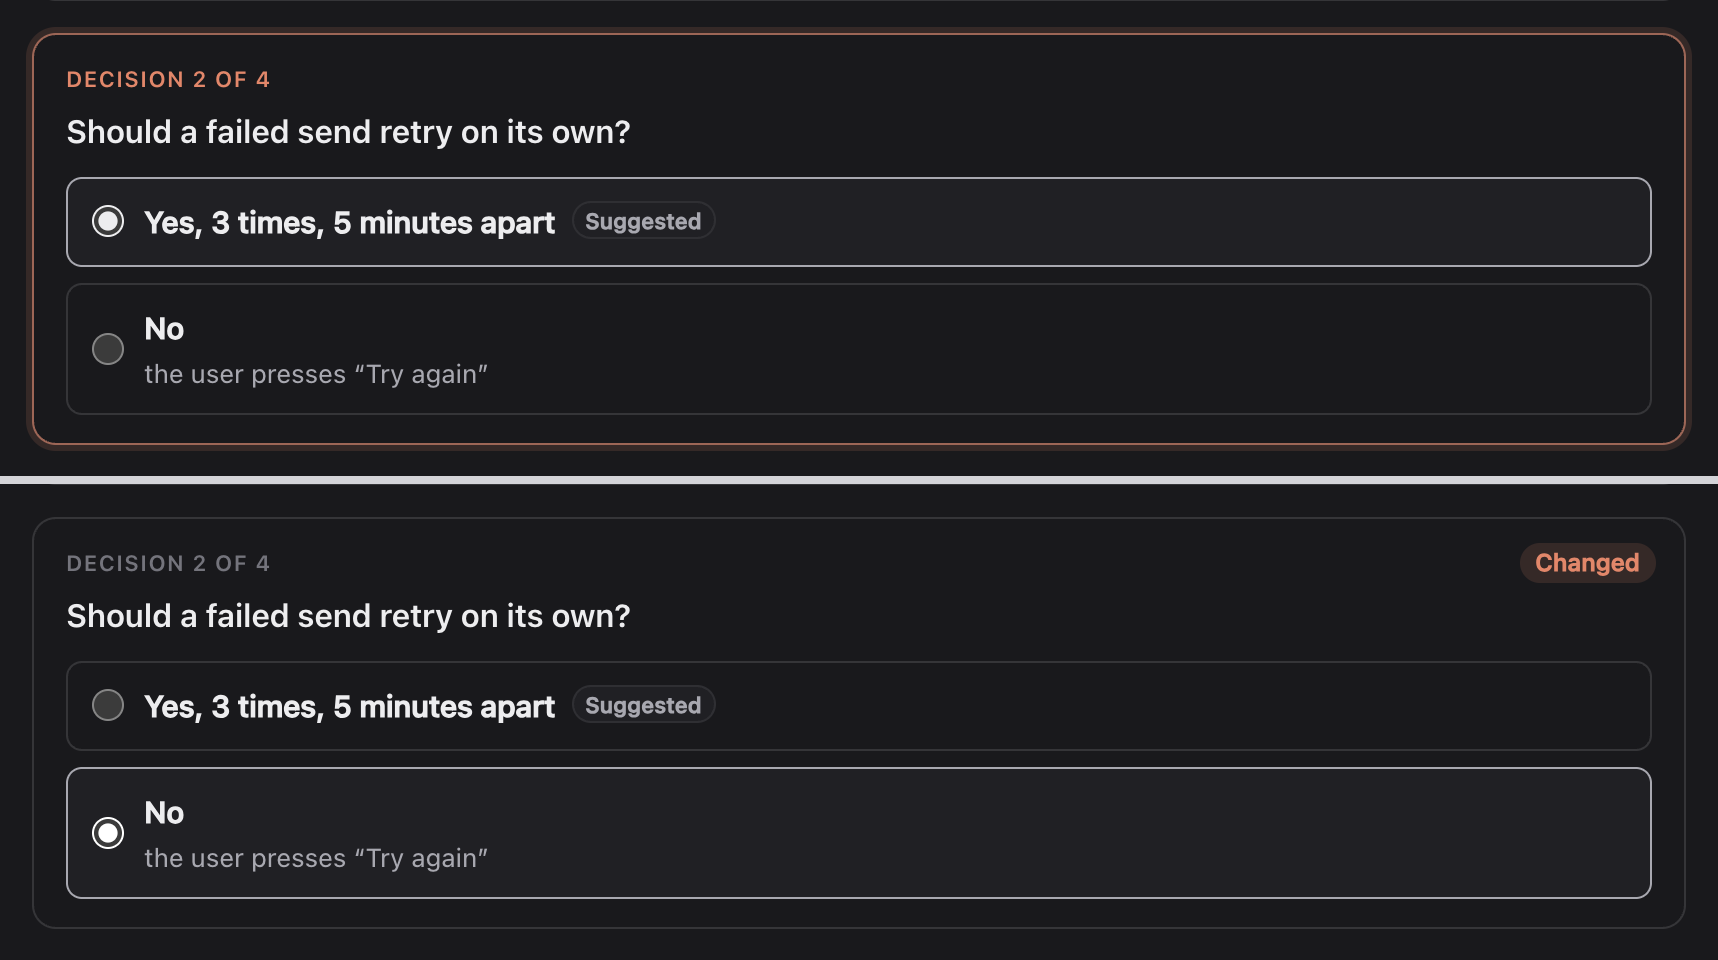 DECISION 2 OF 4
Should a failed send retry on its own?
Yes, 3 times, 5 minutes apart Suggested
No
the user presses “Try again”
DECISION 2 OF 4 Changed
Should a failed send retry on its own?
Yes, 3 times, 5 minutes apart Suggested
No
the user presses “Try again”